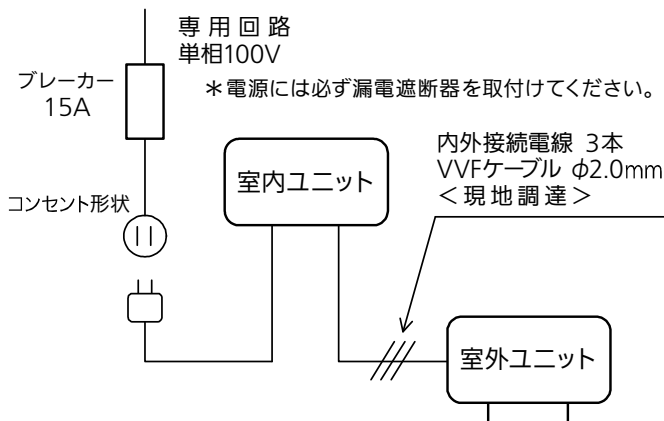 専用回路
単相100V
ブレーカー
15A
＊電源には必ず漏電遮断器を取付けてください。
内外接続電線 3本
VVFケーブル φ2.0mm
＜現地調達＞
室内ユニット
コンセント形状
室外ユニット